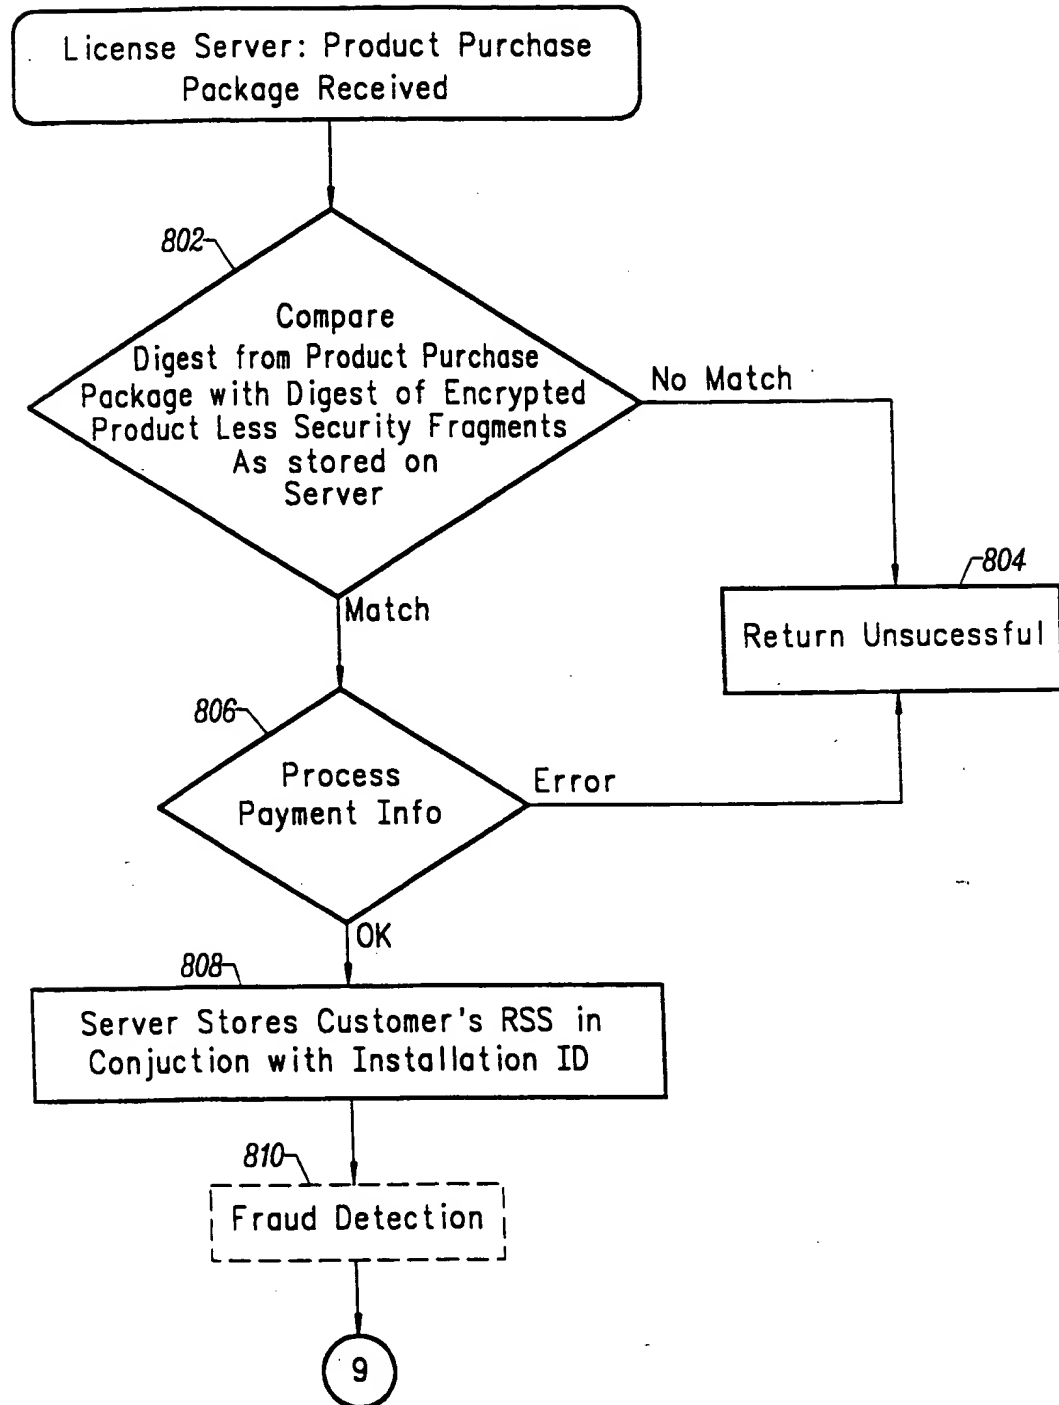 License Server: Product Purchase
Package Received
802
Compare
Digest from Product Purchase
Package with Digest of Encrypted
Product Less Security Fragments
As stored on
Server
No Match
804
Return Unsucessful
Match
806
Process
Payment Info
Error
OK
808
Server Stores Customer's RSS in
Conjuction with Installation ID
810
Fraud Detection
9